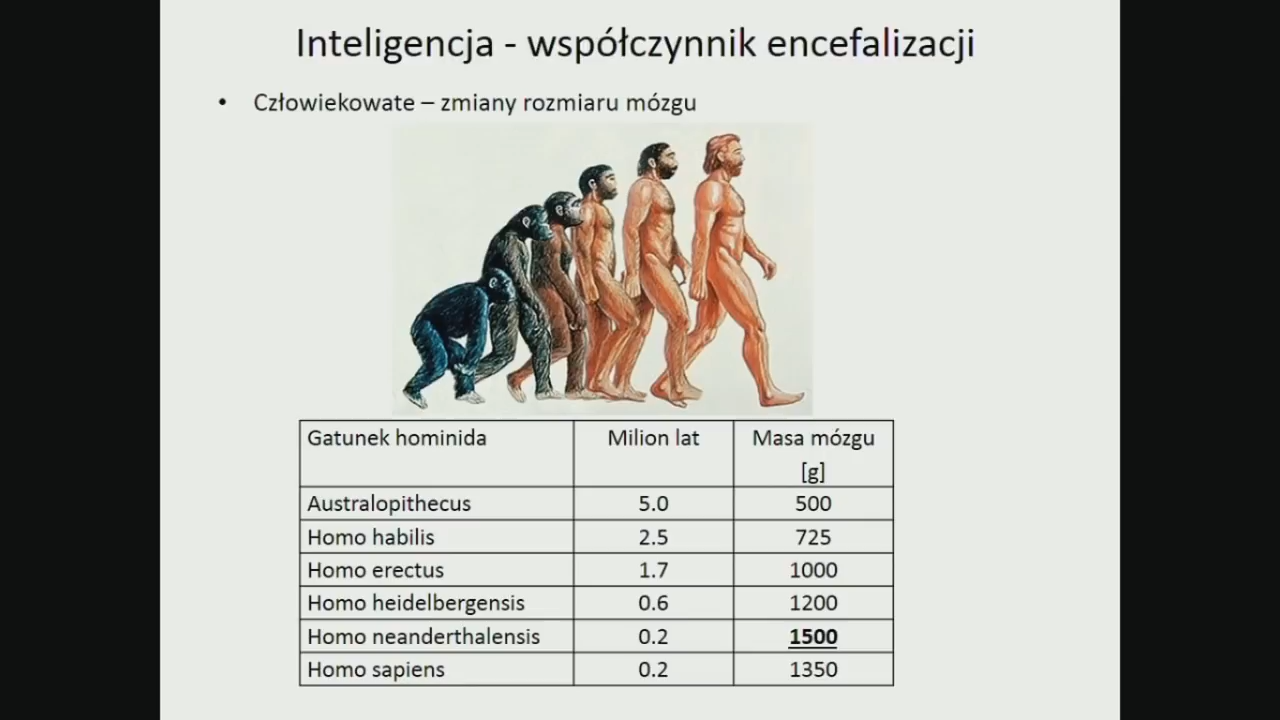 Inteligencja - współczynnik encefalizacji
• Człowiekowate – zmiany rozmiaru mózgu
Gatunek hominida Milion lat Masa mózgu
[g]
Australopithecus 5.0 500
Homo habilis 2.5 725
Homo erectus 1.7 1000
Homo heidelbergensis 0.6 1200
Homo neanderthalensis 0.2 1500
Homo sapiens 0.2 1350